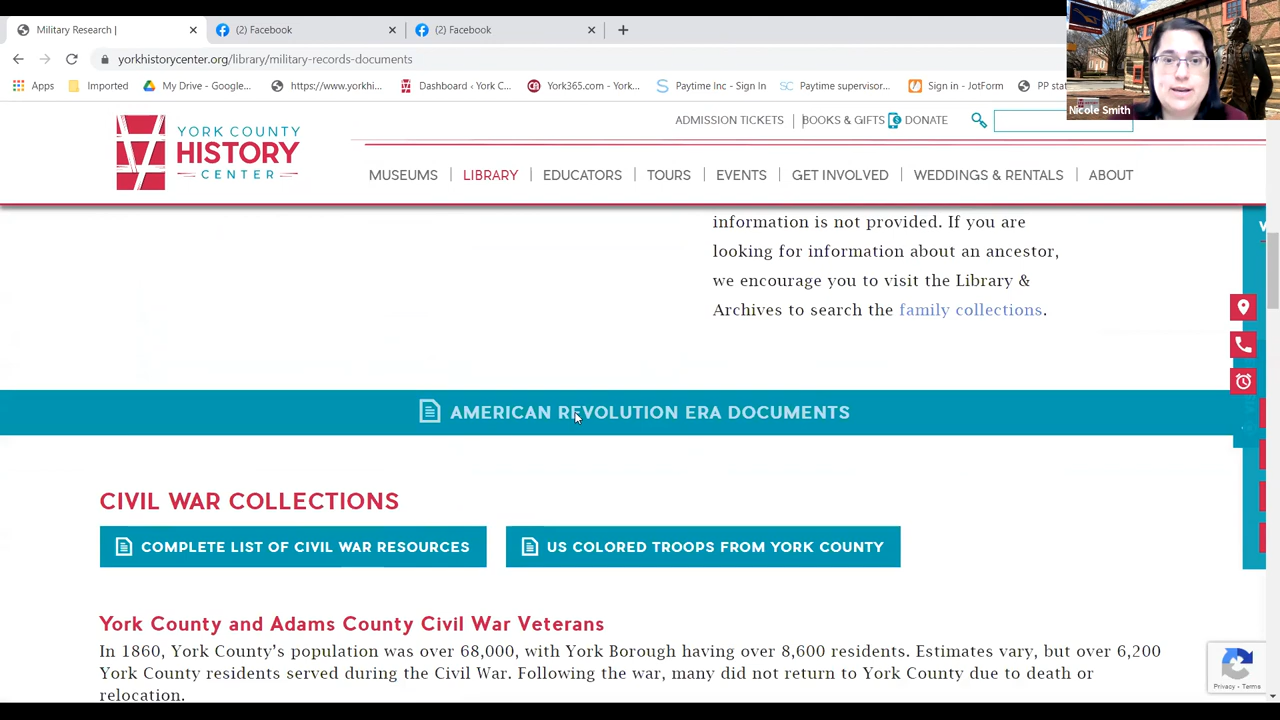 Military Research |
(2) Facebook
(2) Facebook
yorkhistorycenter.org/library/military-records-documents
Apps
Imported
My Drive - Google...
https://www.yorkhi...
Dashboard ‹ York C...
York365.com - York...
Paytime Inc - Sign In
Paytime supervisor...
Sign in - JotForm
PP sta
Nicole Smith
YORK COUNTY
HISTORY
CENTER
ADMISSION TICKETS
BOOKS & GIFTS
DONATE
MUSEUMS
LIBRARY
EDUCATORS
TOURS
EVENTS
GET INVOLVED
WEDDINGS & RENTALS
ABOUT
information is not provided. If you are
looking for information about an ancestor,
we encourage you to visit the Library &
Archives to search the family collections.
AMERICAN REVOLUTION ERA DOCUMENTS
CIVIL WAR COLLECTIONS
COMPLETE LIST OF CIVIL WAR RESOURCES
US COLORED TROOPS FROM YORK COUNTY
York County and Adams County Civil War Veterans
In 1860, York County’s population was over 68,000, with York Borough having over 8,600 residents. Estimates vary, but over 6,200
York County residents served during the Civil War. Following the war, many did not return to York County due to death or
relocation.
Privacy - Terms